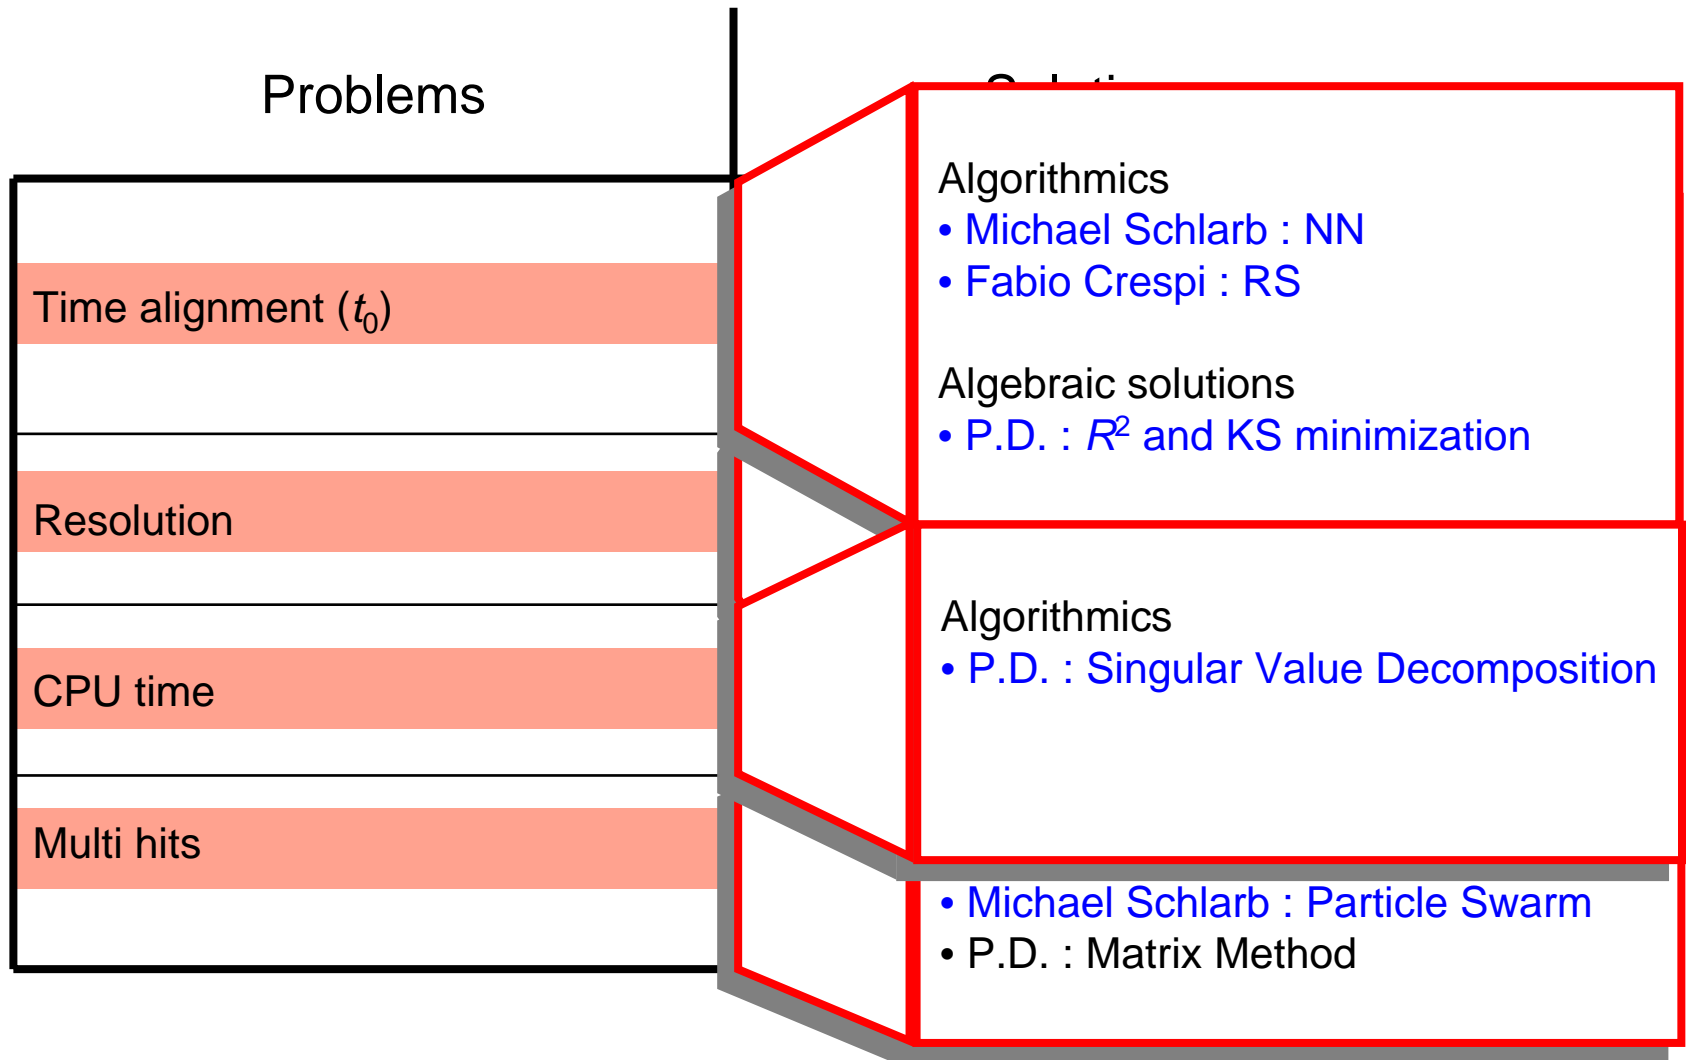 Problems
Time alignment (t0)
Resolution
CPU time
Multi hits
Algorithmics
• Michael Schlarb : NN
• Fabio Crespi : RS
Algebraic solutions
• P.D. : R² and KS minimization
Algorithmics
• P.D. : Singular Value Decomposition
• Michael Schlarb : Particle Swarm
• P.D. : Matrix Method